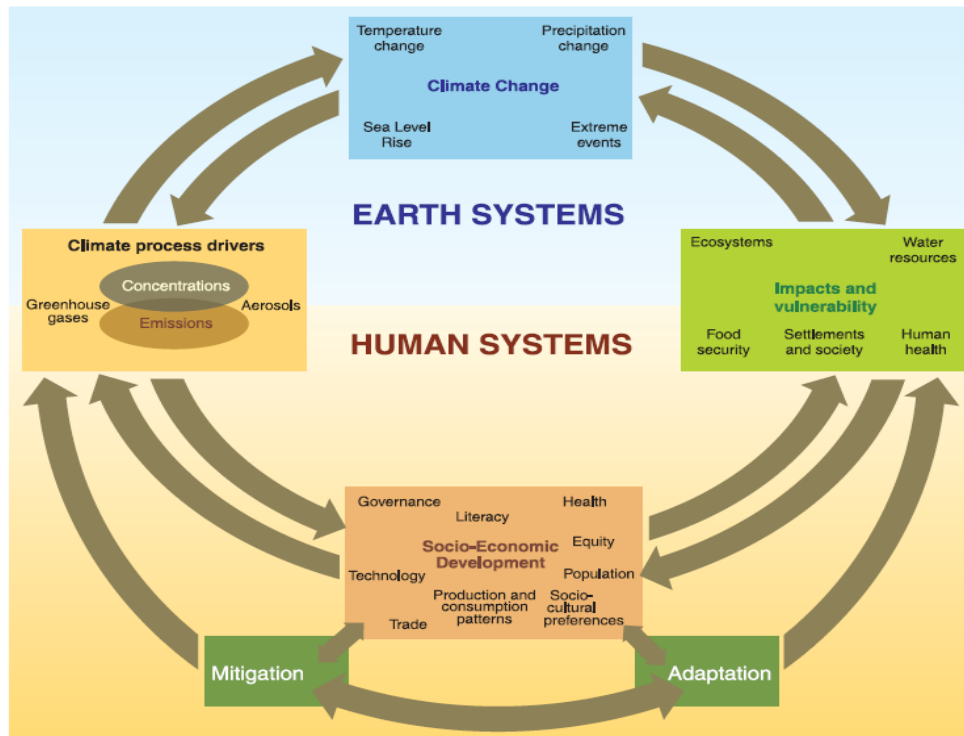 Temperature
change
Precipitation
change
Climate Change
Sea Level
Rise
Extreme
events
EARTH SYSTEMS
Climate process drivers
Concentrations
Greenhouse
gases
Aerosols
Emissions
Ecosystems
Water
resources
Impacts and
vulnerability
Food
security
Settlements
and society
Human
health
HUMAN SYSTEMS
Governance
Literacy
Health
Socio-Economic
Development
Equity
Technology
Population
Production and
consumption
patterns
Socio-
cultural
preferences
Trade
Mitigation
Adaptation